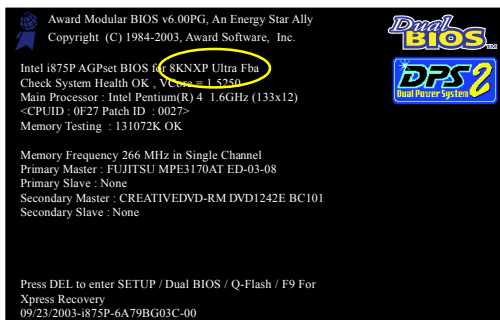 Award Modular BIOS v6.00PG, An Energy Star Ally
Copyright (C) 1984-2003, Award Software, Inc.
Dual
BIOS
TM
Intel i875P AGPset BIOS for 8KNXP Ultra Fba
Check System Health OK , VCore = 1.5250
Main Processor : Intel Pentium(R) 4 1.6GHz (133x12)
<CPUID : 0F27 Patch ID : 0027>
Memory Testing : 131072K OK
DPS2
Dual Power System
Memory Frequency 266 MHz in Single Channel
Primary Master : FUJITSU MPE3170AT ED-03-08
Primary Slave : None
Secondary Master : CREATIVEDVD-RM DVD1242E BC101
Secondary Slave : None
Press DEL to enter SETUP / Dual BIOS / Q-Flash / F9 For
Xpress Recovery
09/23/2003-i875P-6A79BG03C-00